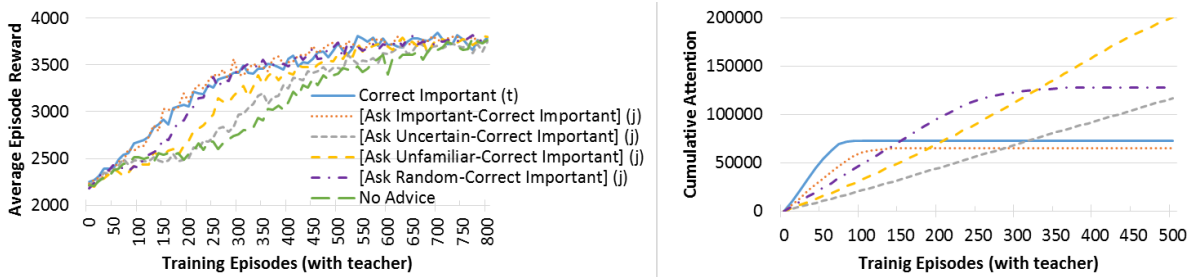 4000
3500
3000
2500
2000
Average Episode Reward
0
50
100
150
200
250
300
350
400
450
500
550
600
650
700
750
800
Training Episodes (with teacher)
Correct Important (t)
[Ask Important-Correct Important] (j)
[Ask Uncertain-Correct Important] (j)
[Ask Unfamiliar-Correct Important] (j)
[Ask Random-Correct Important] (j)
No Advice
200000
150000
100000
50000
0
Cumulative Attention
0 50 100 150 200 250 300 350 400 450 500
Trainig Episodes (with teacher)